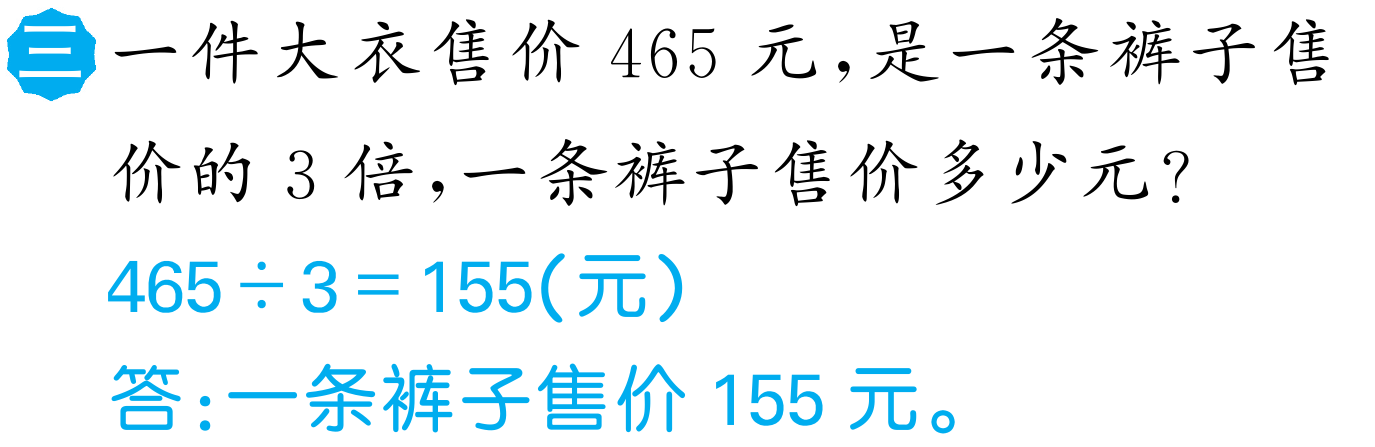 三 一件大衣售价 465 元,是一条裤子售
价的 3 倍,一条裤子售价多少元?
465÷3=155(元)
答:一条裤子售价 155 元。